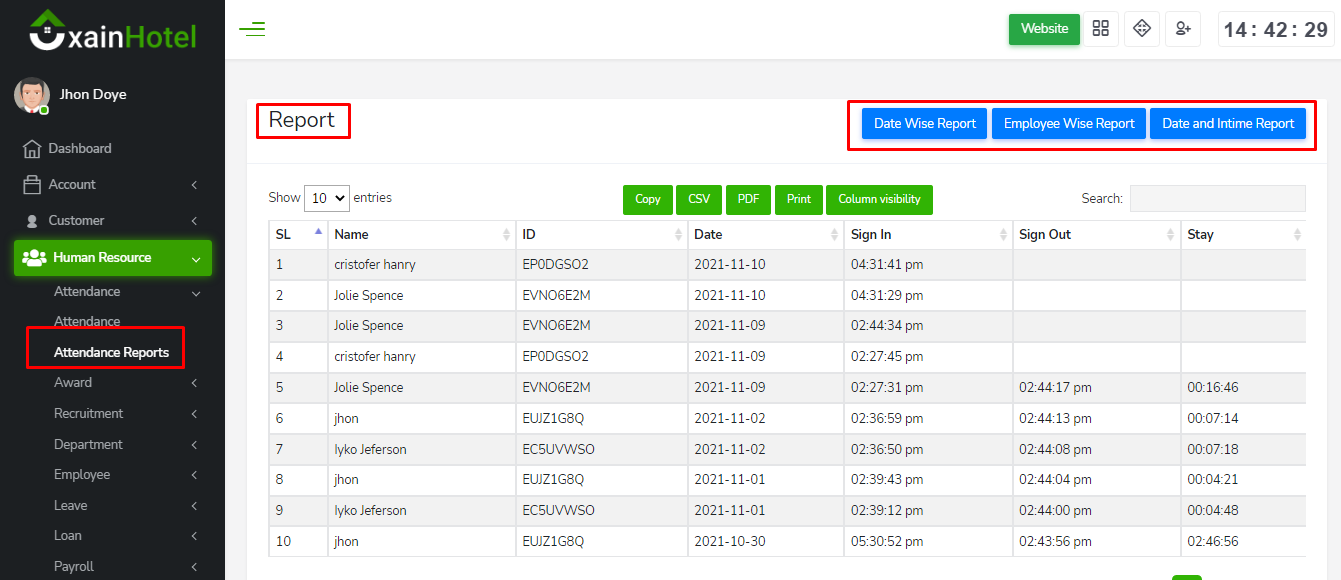 xainHotel
Jhon Doye
Dashboard
Account
Customer
Human Resource
Attendance
Attendance
Attendance Reports
Award
Recruitment
Department
Employee
Leave
Loan
Payroll
Website
14 : 42 : 29
Report
Date Wise Report Employee Wise Report Date and Intime Report
Show 10 entries Copy CSV PDF Print Column visibility Search:
SL Name ID Date Sign In Sign Out Stay
1 cristofer hanry EP0DGSO2 2021-11-10 04:31:41 pm
2 Jolie Spence EVNO6E2M 2021-11-10 04:31:29 pm
3 Jolie Spence EVNO6E2M 2021-11-09 02:44:34 pm
4 cristofer hanry EP0DGSO2 2021-11-09 02:27:45 pm
5 Jolie Spence EVNO6E2M 2021-11-09 02:27:31 pm 02:44:17 pm 00:16:46
6 jhon EUJZ1G8Q 2021-11-02 02:36:59 pm 02:44:13 pm 00:07:14
7 lyko Jeferson EC5UVWSO 2021-11-02 02:36:50 pm 02:44:08 pm 00:07:18
8 jhon EUJZ1G8Q 2021-11-01 02:39:43 pm 02:44:04 pm 00:04:21
9 lyko Jeferson EC5UVWSO 2021-11-01 02:39:12 pm 02:44:00 pm 00:04:48
10 jhon EUJZ1G8Q 2021-10-30 05:30:52 pm 02:43:56 pm 02:46:56